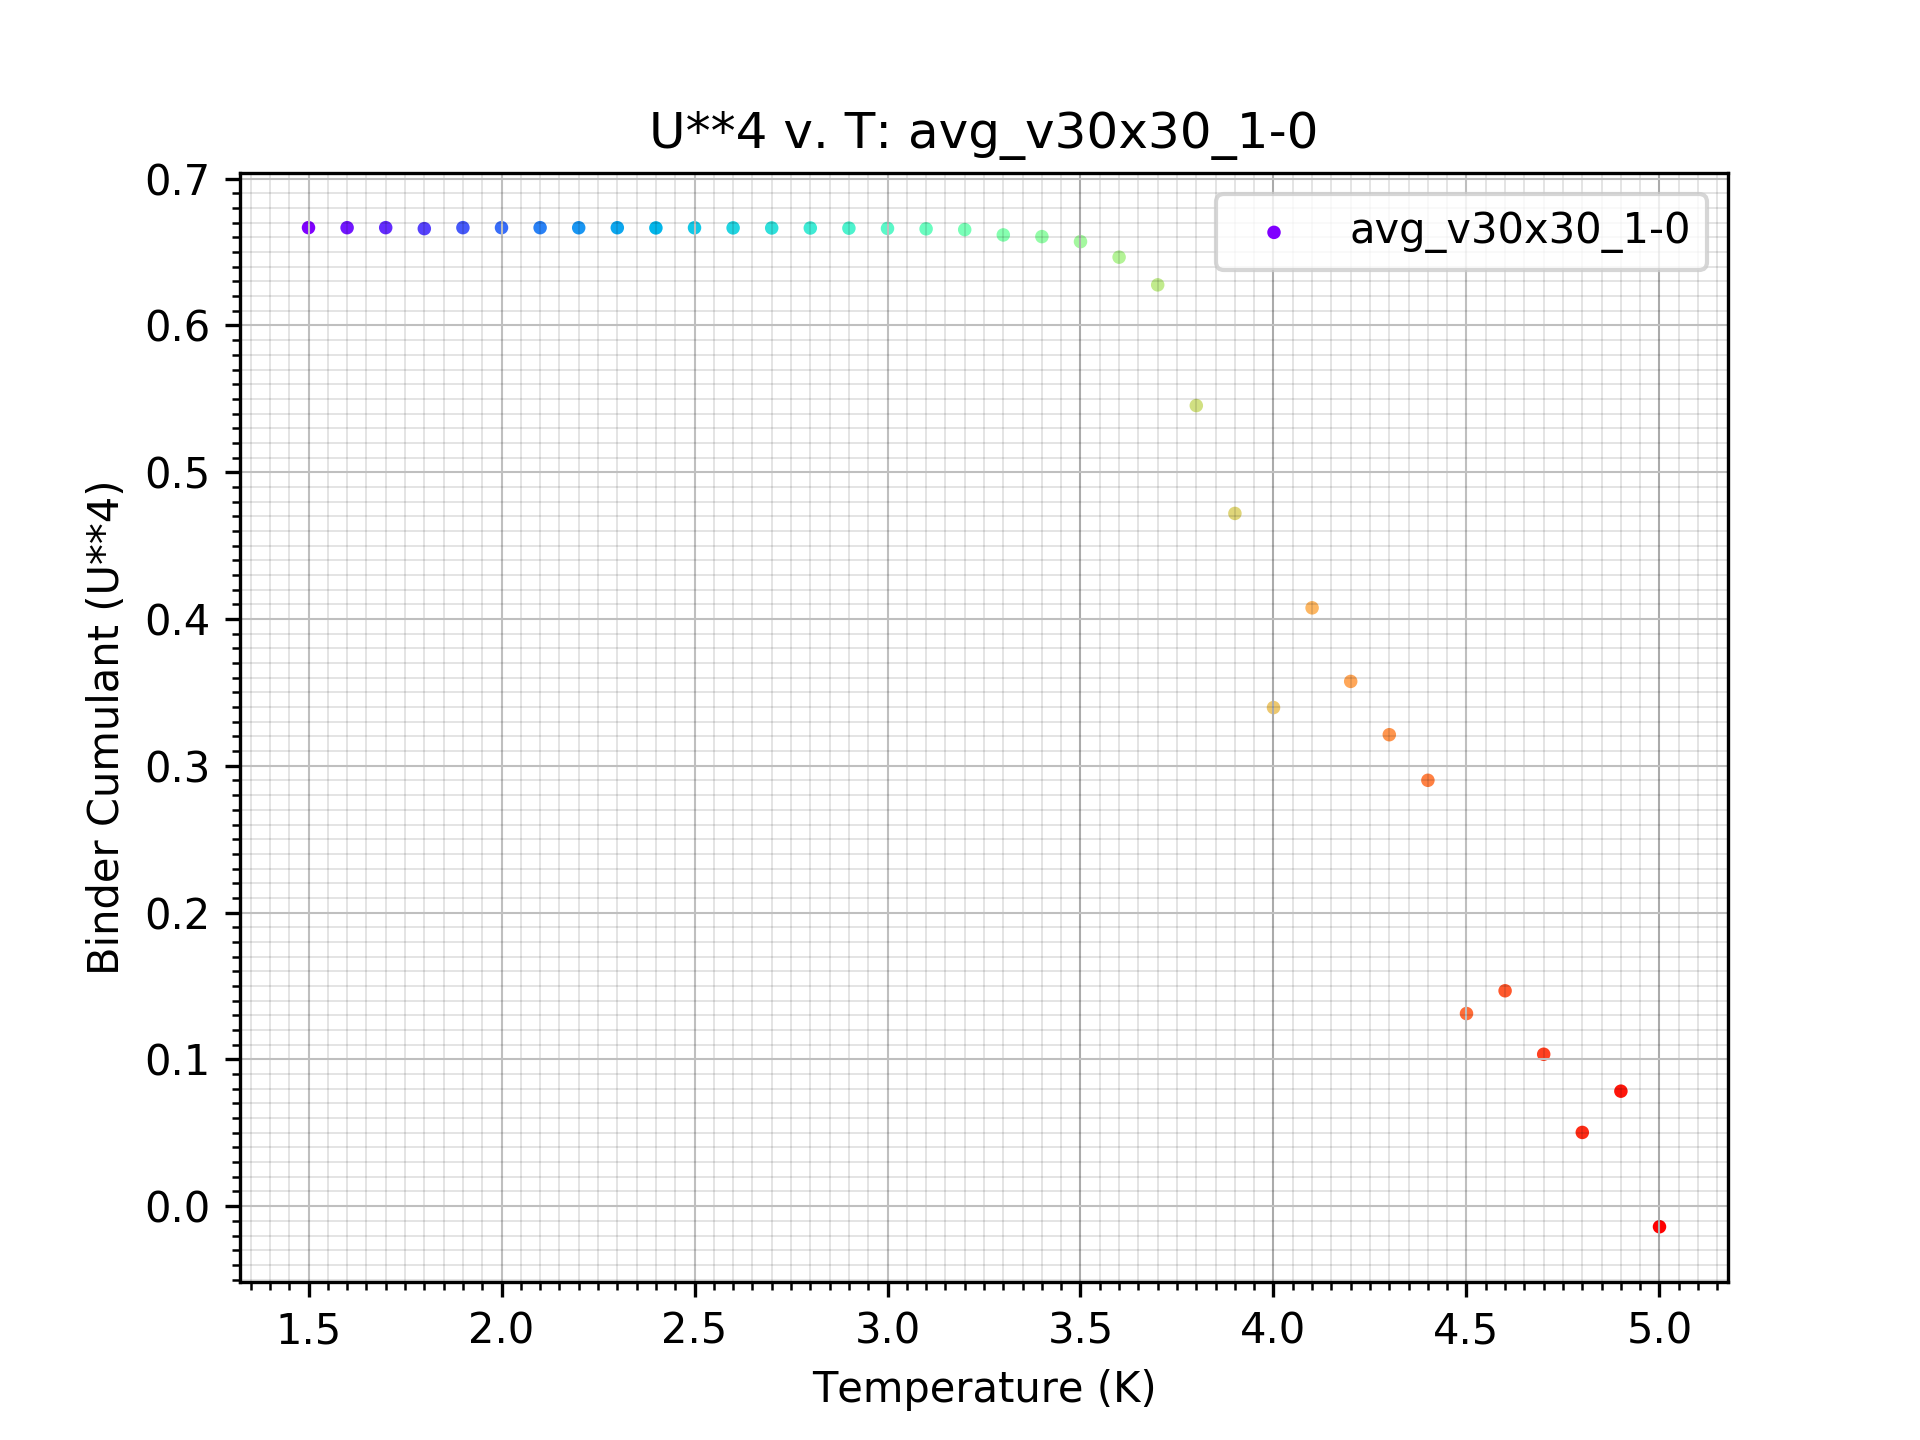 U**4 v. T: avg_v30x30_1-0
avg_v30x30_1-0
Binder Cumulant (U**4)
0.7
0.6
0.5
0.4
0.3
0.2
0.1
0.0
1.5 2.0 2.5 3.0 3.5 4.0 4.5 5.0
Temperature (K)